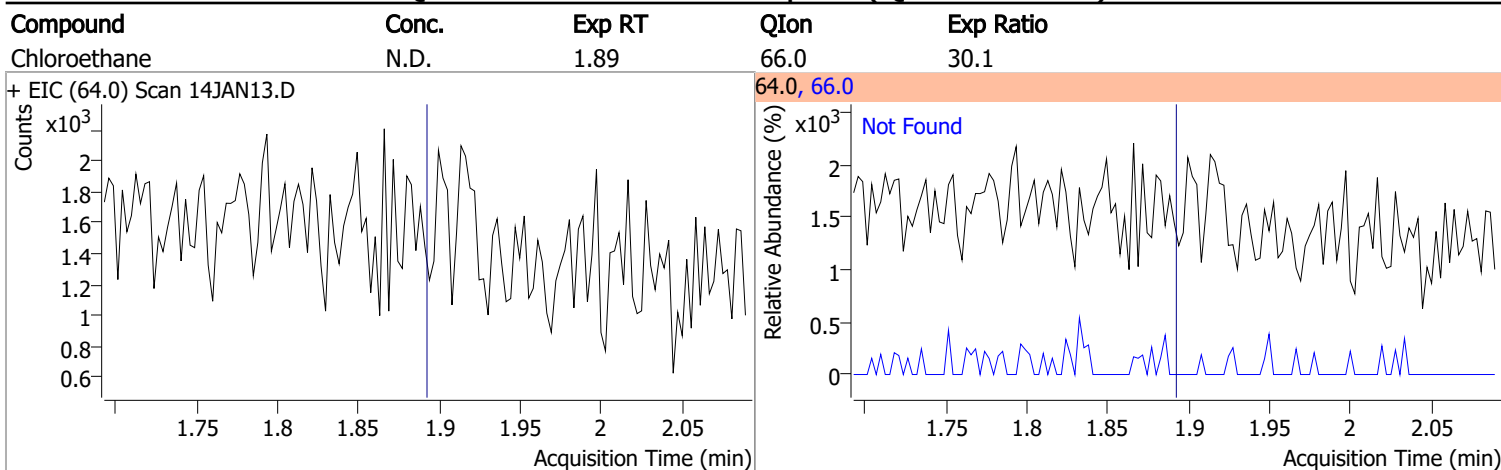 Compound Conc. Exp RT QIon Exp Ratio
Chloroethane N.D. 1.89 66.0 30.1
+ EIC (64.0) Scan 14JAN13.D
Counts
x10³
2
1.8
1.6
1.4
1.2
1
0.8
0.6
1.75 1.8 1.85 1.9 1.95 2 2.05
Acquisition Time (min)
64.0, 66.0
Relative Abundance (%)
x10³
Not Found
2
1.5
1
0.5
0
1.75 1.8 1.85 1.9 1.95 2 2.05
Acquisition Time (min)